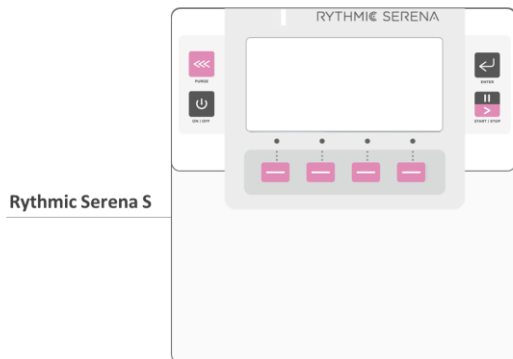 RYTHMIC SERENA
PURGE
ENTER
ON / OFF
START / STOP
Rythmic Serena S